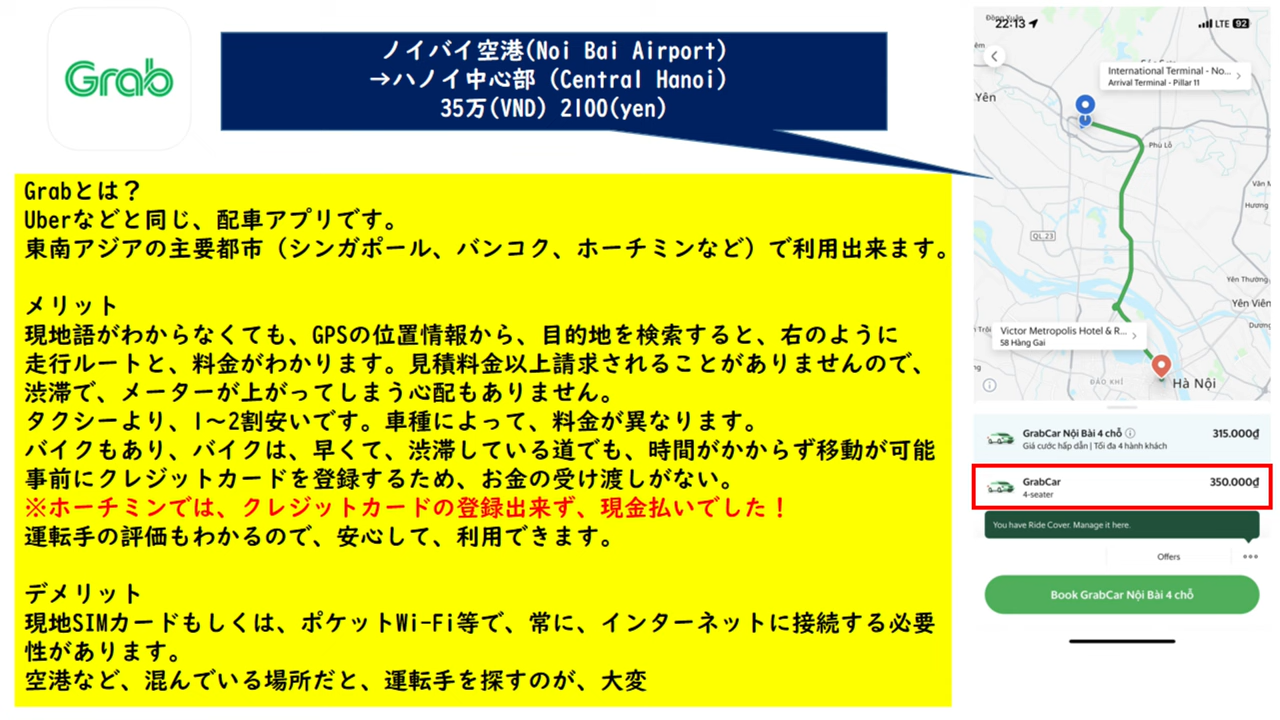 Grab
ノイバイ空港(Noi Bai Airport)
→ハノイ中心部 (Central Hanoi)
35万(VND) 2100(yen)
Grabとは？
Uberなどと同じ、配車アプリです。
東南アジアの主要都市（シンガポール、バンコク、ホーチミンなど）で利用出来ます。
メリット
現地語がわからなくても、GPSの位置情報から、目的地を検索すると、右のように
走行ルートと、料金がわかります。見積料金以上請求されることがありませんので、
渋滞で、メーターが上がってしまう心配もありません。
タクシーより、1～2割安いです。車種によって、料金が異なります。
バイクもあり、バイクは、早くて、渋滞している道でも、時間がかからず移動が可能
事前にクレジットカードを登録するため、お金の受け渡しがない。
※ホーチミンでは、クレジットカードの登録出来ず、現金払いでした！
運転手の評価もわかるので、安心して、利用できます。
デメリット
現地SIMカードもしくは、ポケットWi-Fi等で、常に、インターネットに接続する必要
性があります。
空港など、混んでいる場所だと、運転手を探すのが、大変
22:13
LTE 92
International Terminal - No...
Arrival Terminal - Pillar 11
Yên
Phù Lỗ
Văn M
Hương
QL.23
Yên Thường
Yên Viên
Dương
Victor Metropolis Hotel & R...
58 Hàng Gai
ĐẢO KHỈ
Hà Nội
GrabCar Nội Bài 4 chỗ
315.000₫
Giá cước hấp dẫn | Tối đa 4 hành khách
GrabCar
350.000₫
4-seater
You have Ride Cover. Manage it here.
Offers
Book GrabCar Nội Bài 4 chỗ